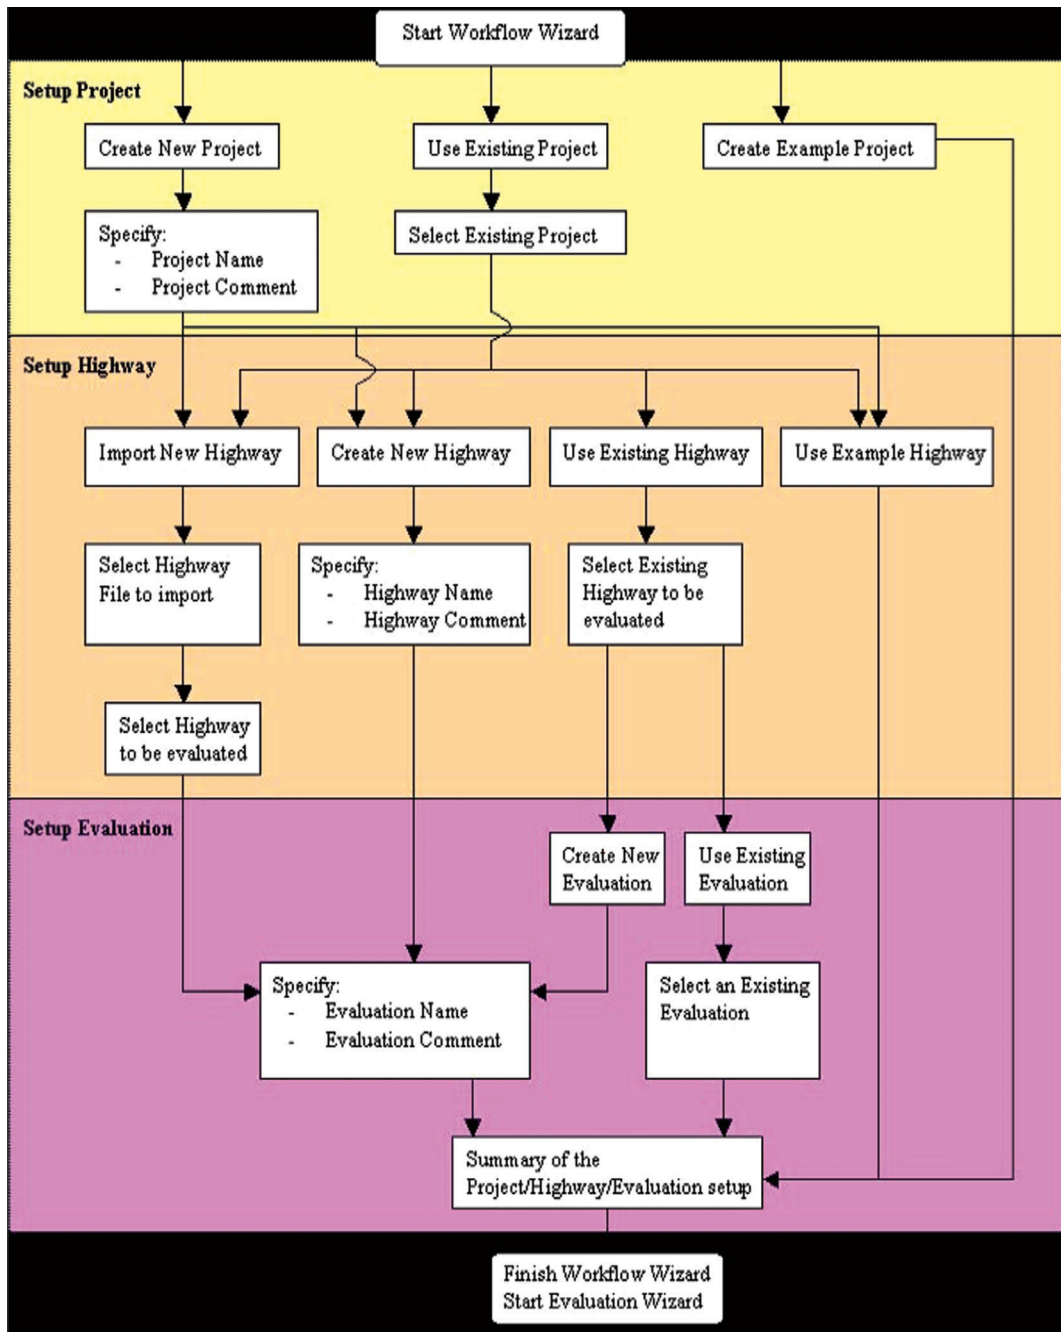 Start Workflow Wizard
Setup Project
Create New Project
Use Existing Project
Create Example Project
Specify:
- Project Name
- Project Comment
Select Existing Project
Setup Highway
Import New Highway
Create New Highway
Use Existing Highway
Use Example Highway
Select Highway
File to import
Specify:
- Highway Name
- Highway Comment
Select Existing
Highway to be
evaluated
Select Highway
to be evaluated
Setup Evaluation
Create New
Evaluation
Use Existing
Evaluation
Specify:
- Evaluation Name
- Evaluation Comment
Select an Existing
Evaluation
Summary of the
Project/Highway/Evaluation setup
Finish Workflow Wizard
Start Evaluation Wizard